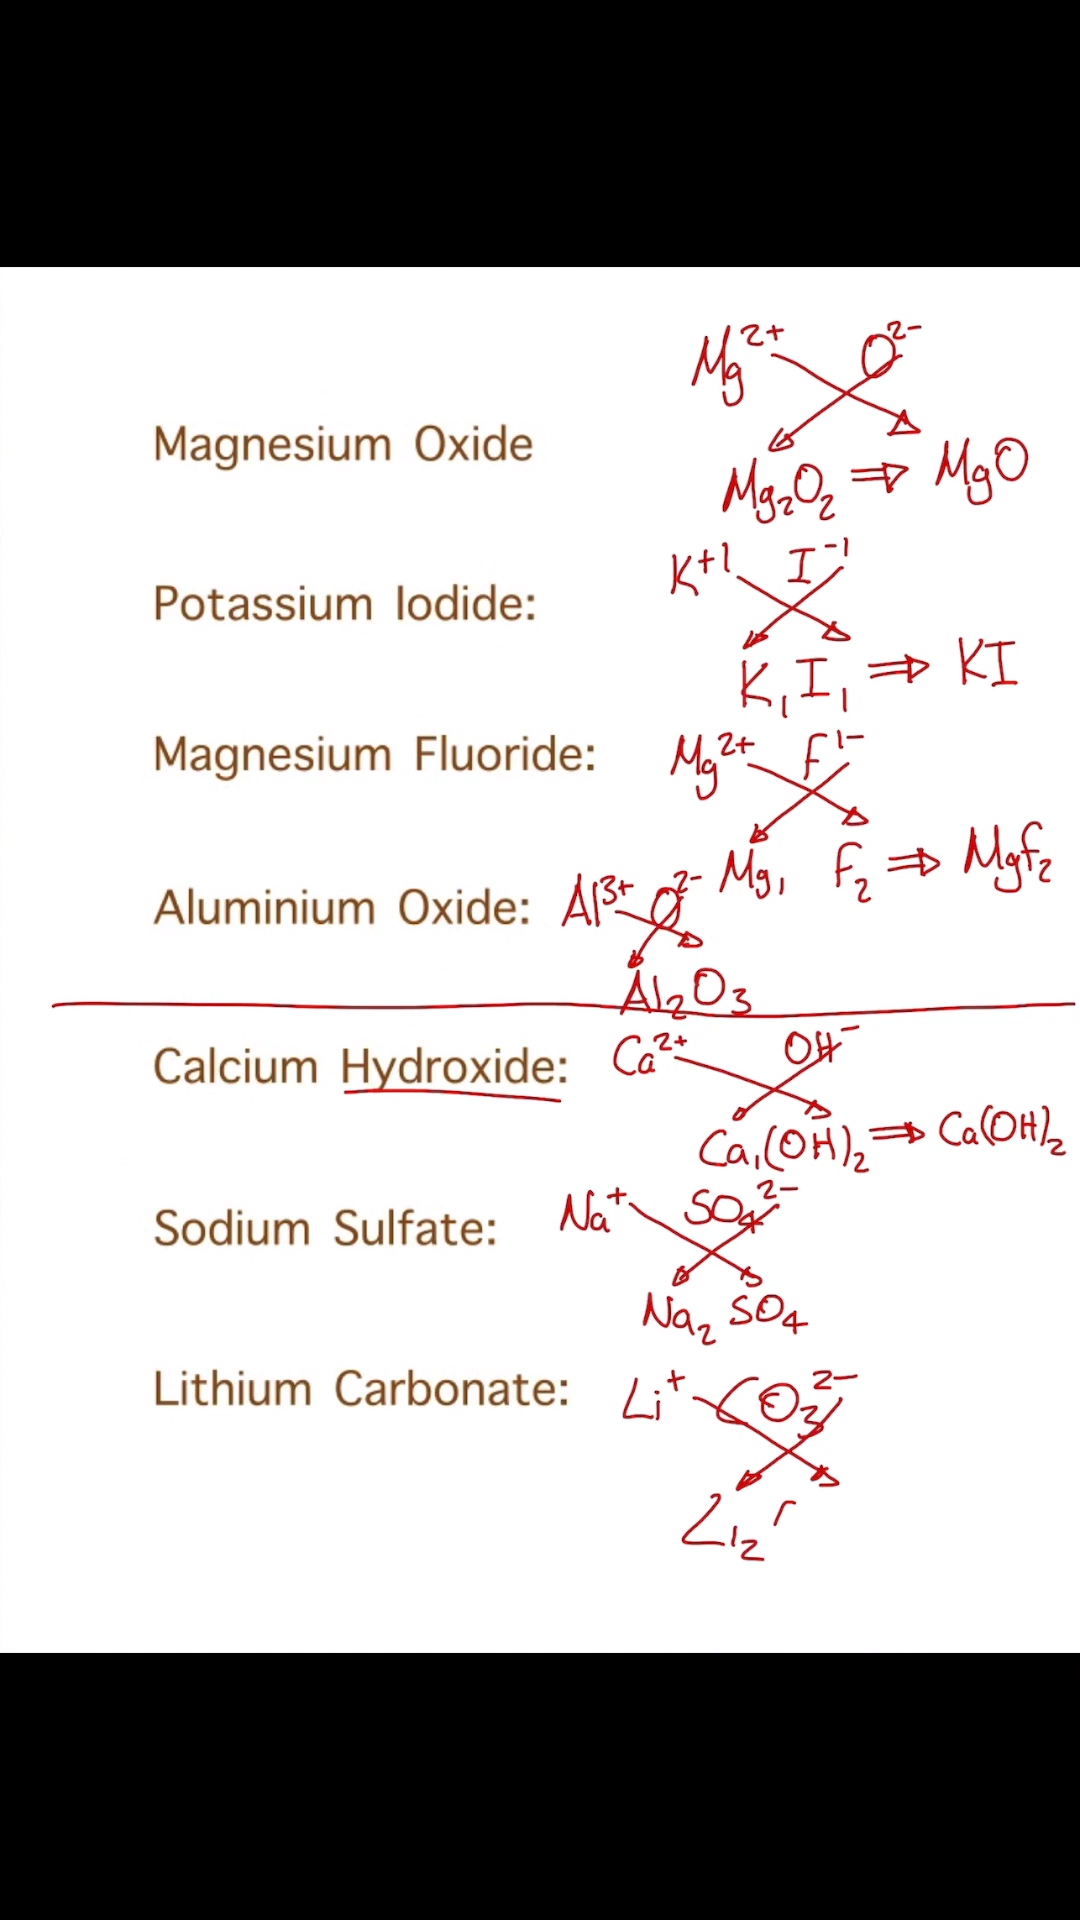 Mg²⁺ O²⁻
Magnesium Oxide
Mg₂O₂ ⇒ MgO
K⁺¹ I⁻¹
Potassium Iodide:
K₁I₁ ⇒ KI
Magnesium Fluoride: Mg²⁺ F¹⁻
Mg₁ F₂ ⇒ Mgf₂
Aluminium Oxide: Al³⁺ O²⁻
Al₂O₃
Calcium Hydroxide: Ca²⁺ OH⁻
Ca₁(OH)₂ ⇒ Ca(OH)₂
Sodium Sulfate: Na⁺ SO₄²⁻
Na₂ SO₄
Lithium Carbonate: Li⁺ CO₃²⁻
Li₂